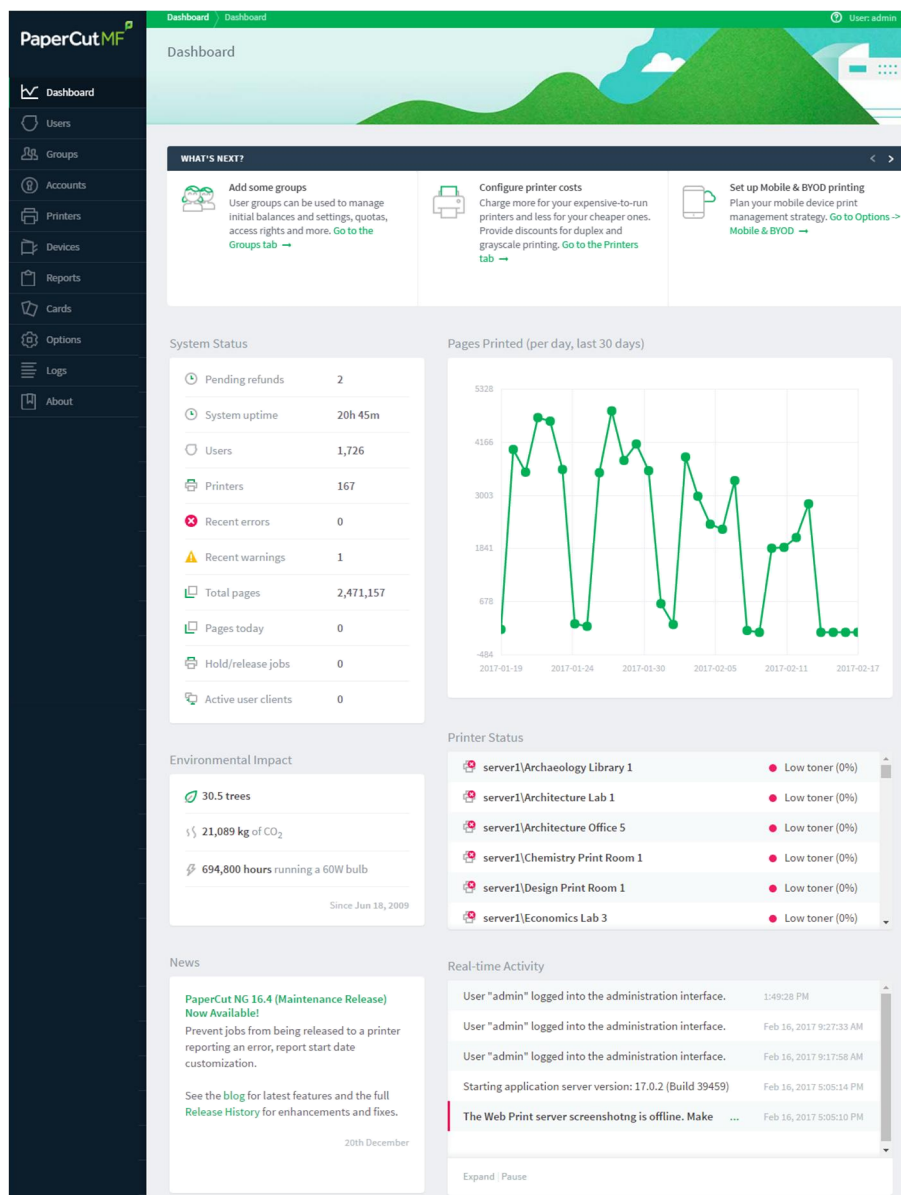 PaperCutMF
Dashboard
Users
Groups
Accounts
Printers
Devices
Reports
Cards
Options
Logs
About
Dashboard Dashboard
User: admin
Dashboard
WHAT'S NEXT?
Add some groups
User groups can be used to manage
initial balances and settings, quotas,
access rights and more. Go to the
Groups tab →
Configure printer costs
Charge more for your expensive-to-run
printers and less for your cheaper ones.
Provide discounts for duplex and
grayscale printing. Go to the Printers
tab →
Set up Mobile & BYOD printing
Plan your mobile device print
management strategy. Go to Options ->
Mobile & BYOD →
System Status
Pending refunds 2
System uptime 20h 45m
Users 1,726
Printers 167
Recent errors 0
Recent warnings 1
Total pages 2,471,157
Pages today 0
Hold/release jobs 0
Active user clients 0
Pages Printed (per day, last 30 days)
5328
4166
3003
1841
678
-484
2017-01-19 2017-01-24 2017-01-30 2017-02-05 2017-02-11 2017-02-17
Environmental Impact
30.5 trees
21,089 kg of CO2
694,800 hours running a 60W bulb
Since Jun 18, 2009
Printer Status
server1\Archaeology Library 1 Low toner (0%)
server1\Architecture Lab 1 Low toner (0%)
server1\Architecture Office 5 Low toner (0%)
server1\Chemistry Print Room 1 Low toner (0%)
server1\Design Print Room 1 Low toner (0%)
server1\Economics Lab 3 Low toner (0%)
News
PaperCut NG 16.4 (Maintenance Release)
Now Available!
Prevent jobs from being released to a printer
reporting an error, report start date
customization.
See the blog for latest features and the full
Release History for enhancements and fixes.
20th December
Real-time Activity
User "admin" logged into the administration interface. 1:49:28 PM
User "admin" logged into the administration interface. Feb 16, 2017 9:27:33 AM
User "admin" logged into the administration interface. Feb 16, 2017 9:17:58 AM
Starting application server version: 17.0.2 (Build 39459) Feb 16, 2017 5:05:14 PM
The Web Print server screenshotng is offline. Make ... Feb 16, 2017 5:05:10 PM
Expand | Pause